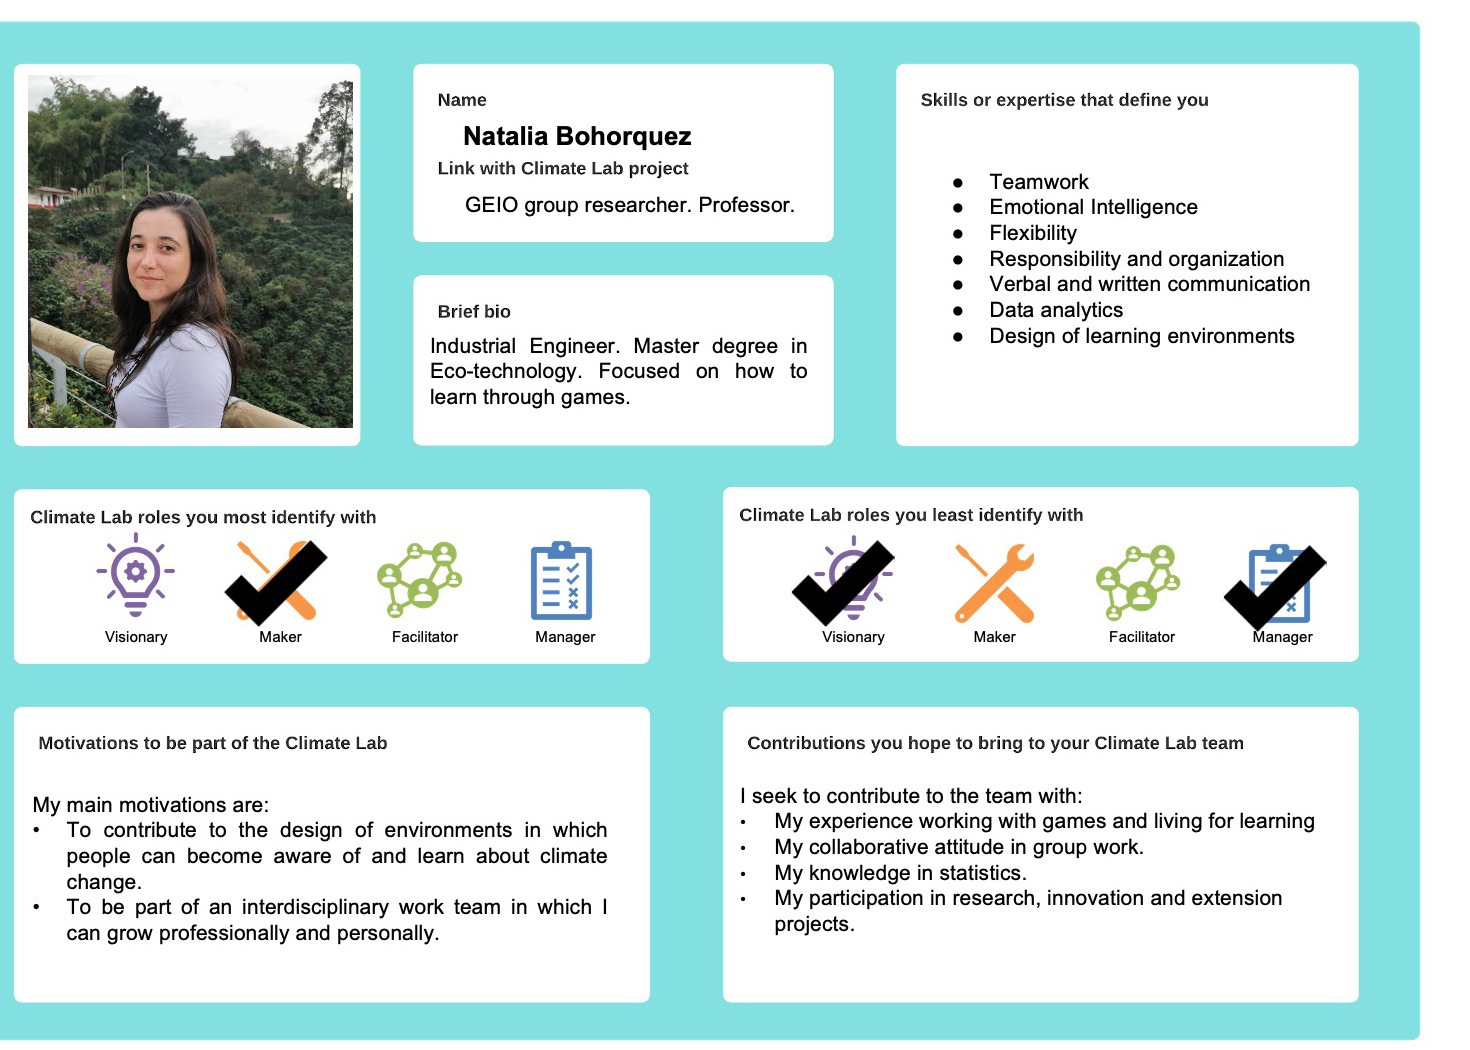 Name
Natalia Bohorquez
Link with Climate Lab project
GEIO group researcher. Professor.
Brief bio
Industrial Engineer. Master degree in
Eco-technology. Focused on how to
learn through games.
Skills or expertise that define you
● Teamwork
● Emotional Intelligence
● Flexibility
● Responsibility and organization
● Verbal and written communication
● Data analytics
● Design of learning environments
Climate Lab roles you most identify with
Visionary
Maker
Facilitator
Manager
Climate Lab roles you least identify with
Visionary
Maker
Facilitator
Manager
Motivations to be part of the Climate Lab
My main motivations are:
• To contribute to the design of environments in which
people can become aware of and learn about climate
change.
• To be part of an interdisciplinary work team in which I
can grow professionally and personally.
Contributions you hope to bring to your Climate Lab team
I seek to contribute to the team with:
• My experience working with games and living for learning
• My collaborative attitude in group work.
• My knowledge in statistics.
• My participation in research, innovation and extension
projects.